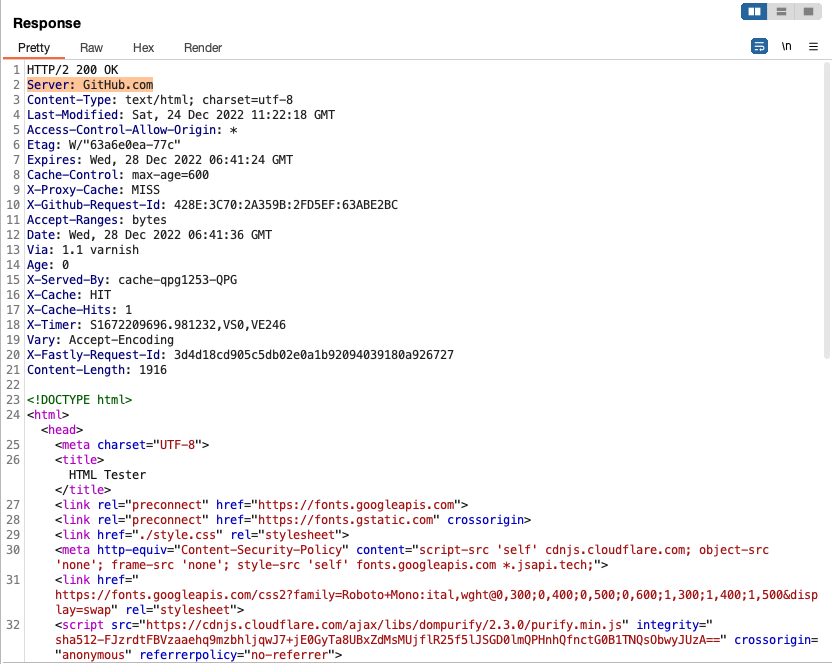 Response
Pretty Raw Hex Render \n
1 HTTP/2 200 OK
2 Server: GitHub.com
3 Content-Type: text/html; charset=utf-8
4 Last-Modified: Sat, 24 Dec 2022 11:22:18 GMT
5 Access-Control-Allow-Origin: *
6 Etag: W/"63a6e0ea-77c"
7 Expires: Wed, 28 Dec 2022 06:41:24 GMT
8 Cache-Control: max-age=600
9 X-Proxy-Cache: MISS
10 X-Github-Request-Id: 428E:3C70:2A359B:2FD5EF:63ABE2BC
11 Accept-Ranges: bytes
12 Date: Wed, 28 Dec 2022 06:41:36 GMT
13 Via: 1.1 varnish
14 Age: 0
15 X-Served-By: cache-qpg1253-QPG
16 X-Cache: HIT
17 X-Cache-Hits: 1
18 X-Timer: S1672209696.981232,VS0,VE246
19 Vary: Accept-Encoding
20 X-Fastly-Request-Id: 3d4d18cd905c5db02e0a1b92094039180a926727
21 Content-Length: 1916
22
23 <!DOCTYPE html>
24 <html>
<head>
25 <meta charset="UTF-8">
26 <title>
HTML Tester
</title>
27 <link rel="preconnect" href="https://fonts.googleapis.com">
28 <link rel="preconnect" href="https://fonts.gstatic.com" crossorigin>
29 <link href="./style.css" rel="stylesheet">
30 <meta http-equiv="Content-Security-Policy" content="script-src 'self' cdnjs.cloudflare.com; object-src
'none'; frame-src 'none'; style-src 'self' fonts.googleapis.com *.jsapi.tech;">
31 <link href="
https://fonts.googleapis.com/css2?family=Roboto+Mono:ital,wght@0,300;0,400;0,500;0,600;1,300;1,400;1,500&disp
lay=swap" rel="stylesheet">
32 <script src="https://cdnjs.cloudflare.com/ajax/libs/dompurify/2.3.0/purify.min.js" integrity="
sha512-FJzrdtFBVzaaehq9mzbhljqwJ7+jE0GyTa8UBxZdMsMUjflR25f5lJSGD0lmQPHnhQfnctG0B1TNQsObwyJUzA==" crossorigin=
"anonymous" referrerpolicy="no-referrer">